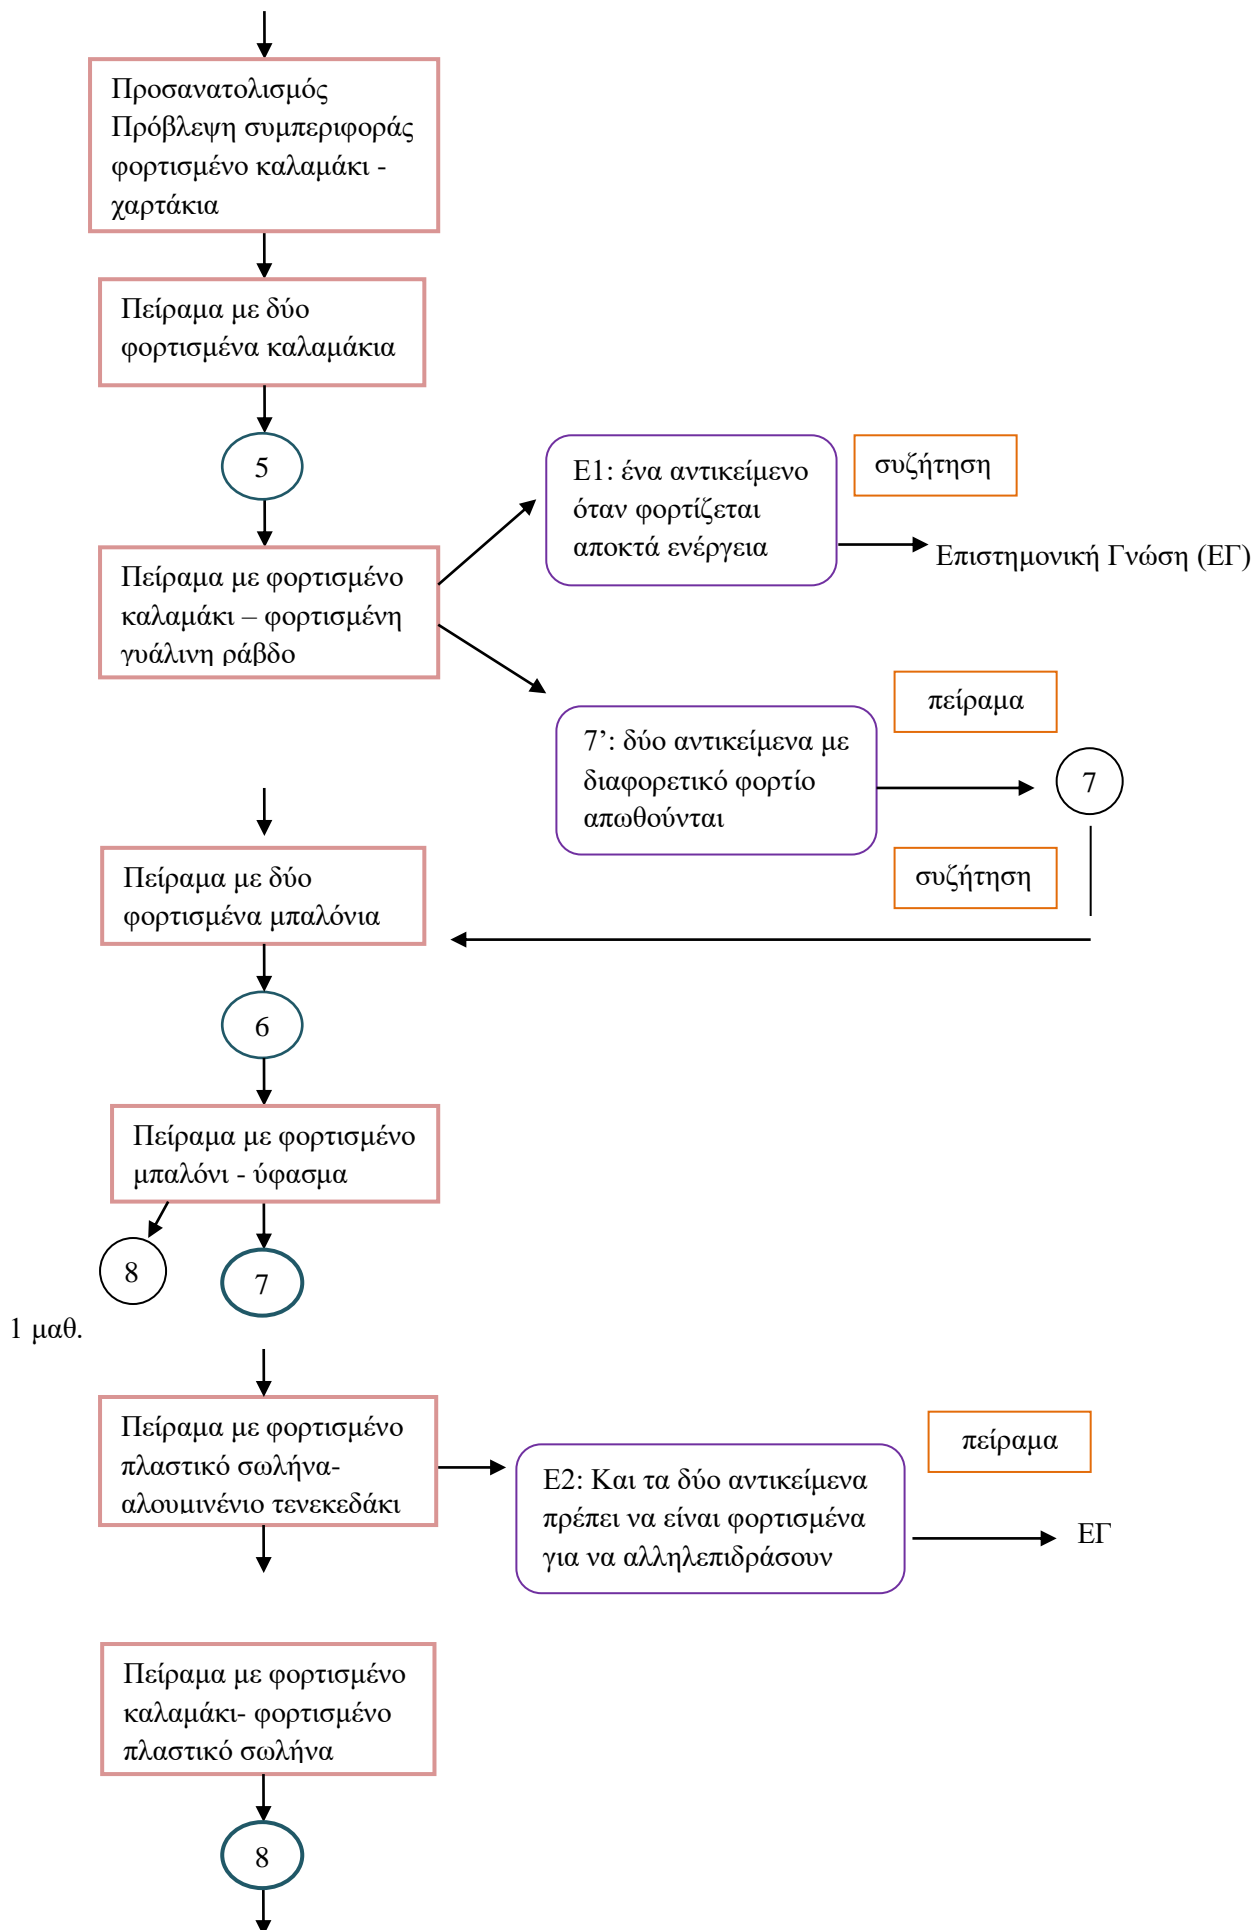 Προσανατολισμός
Πρόβλεψη συμπεριφοράς
φορτισμένο καλαμάκι -
χαρτάκια
Πείραμα με δύο
φορτισμένα καλαμάκια
5
Ε1: ένα αντικείμενο
όταν φορτίζεται
αποκτά ενέργεια
συζήτηση
Επιστημονική Γνώση (ΕΓ)
Πείραμα με φορτισμένο
καλαμάκι – φορτισμένη
γυάλινη ράβδο
πείραμα
7’: δύο αντικείμενα με
διαφορετικό φορτίο
απωθούνται
7
συζήτηση
Πείραμα με δύο
φορτισμένα μπαλόνια
6
Πείραμα με φορτισμένο
μπαλόνι - ύφασμα
8
7
1 μαθ.
Πείραμα με φορτισμένο
πλαστικό σωλήνα-
αλουμινένιο τενεκεδάκι
πείραμα
Ε2: Και τα δύο αντικείμενα
πρέπει να είναι φορτισμένα
για να αλληλεπιδράσουν
ΕΓ
Πείραμα με φορτισμένο
καλαμάκι- φορτισμένο
πλαστικό σωλήνα
8